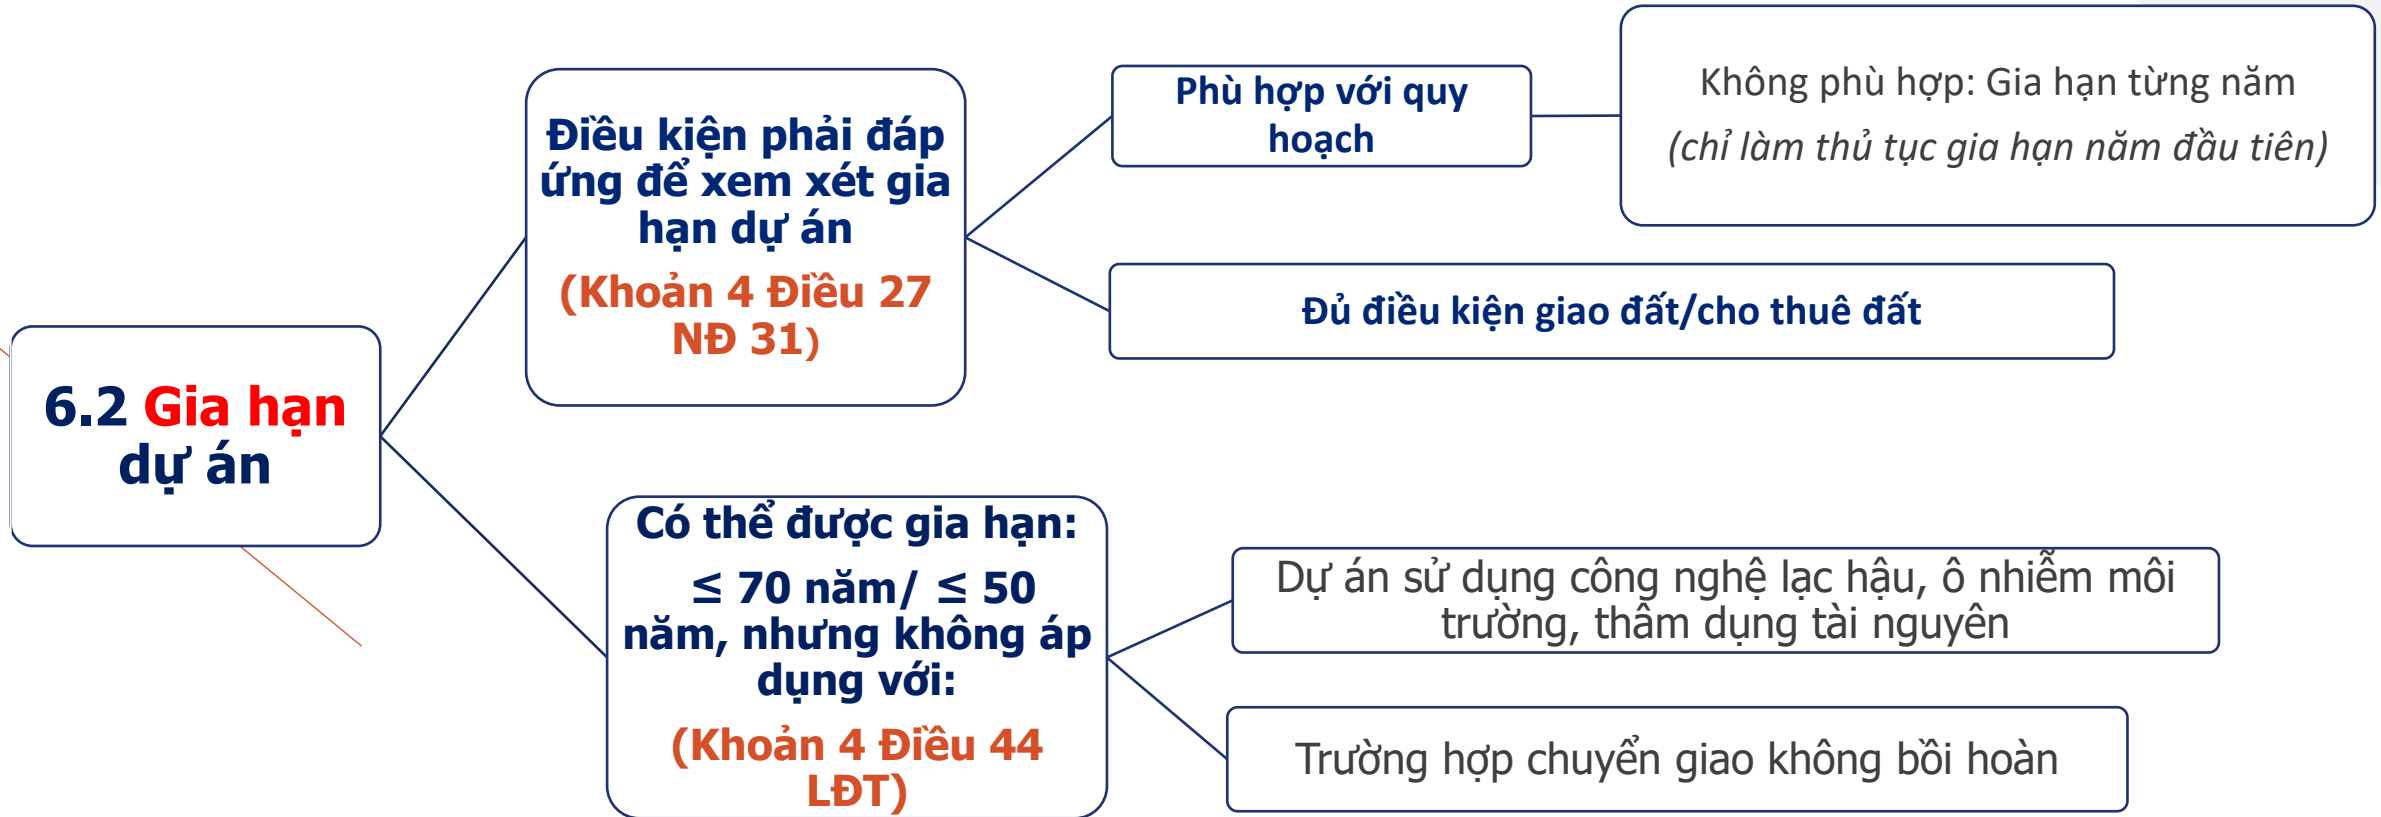 6.2 Gia hạn
dự án
Điều kiện phải đáp
ứng để xem xét gia
hạn dự án
(Khoản 4 Điều 27
NĐ 31)
Phù hợp với quy
hoạch
Không phù hợp: Gia hạn từng năm
(chỉ làm thủ tục gia hạn năm đầu tiên)
Đủ điều kiện giao đất/cho thuê đất
Có thể được gia hạn:
≤ 70 năm/ ≤ 50
năm, nhưng không áp
dụng với:
(Khoản 4 Điều 44
LĐT)
Dự án sử dụng công nghệ lạc hậu, ô nhiễm môi
trường, thâm dụng tài nguyên
Trường hợp chuyển giao không bồi hoàn